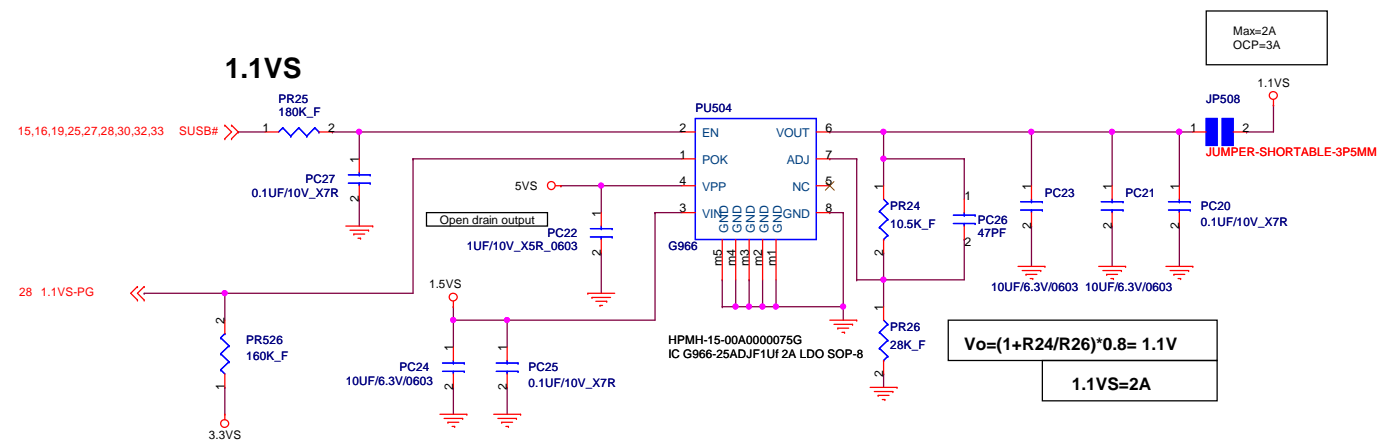 Max=2A
OCP=3A
1.1VS
1.1VS
JP508
1
2
JUMPER-SHORTABLE-3P5MM
15,16,19,25,27,28,30,32,33
SUSB#
PR25
180K_F
1
2
PC27
0.1UF/10V_X7R
1
2
PU504
2
EN
VOUT
6
1
POK
ADJ
7
4
VPP
NC
5
3
VIN
GND
8
GND
GND
GND
GND
GND
m5
m4
m3
m2
m1
G966
5VS
Open drain output
PC22
1UF/10V_X5R_0603
1
2
PR24
10.5K_F
1
2
PC26
47PF
1
2
PC23
10UF/6.3V/0603
1
2
PC21
10UF/6.3V/0603
1
2
PC20
0.1UF/10V_X7R
1
2
28
1.1VS-PG
1.5VS
PR526
160K_F
2
1
3.3VS
PC24
10UF/6.3V/0603
1
2
PC25
0.1UF/10V_X7R
1
2
HPMH-15-00A0000075G
IC G966-25ADJF1Uf 2A LDO SOP-8
PR26
28K_F
1
2
Vo=(1+R24/R26)*0.8= 1.1V
1.1VS=2A